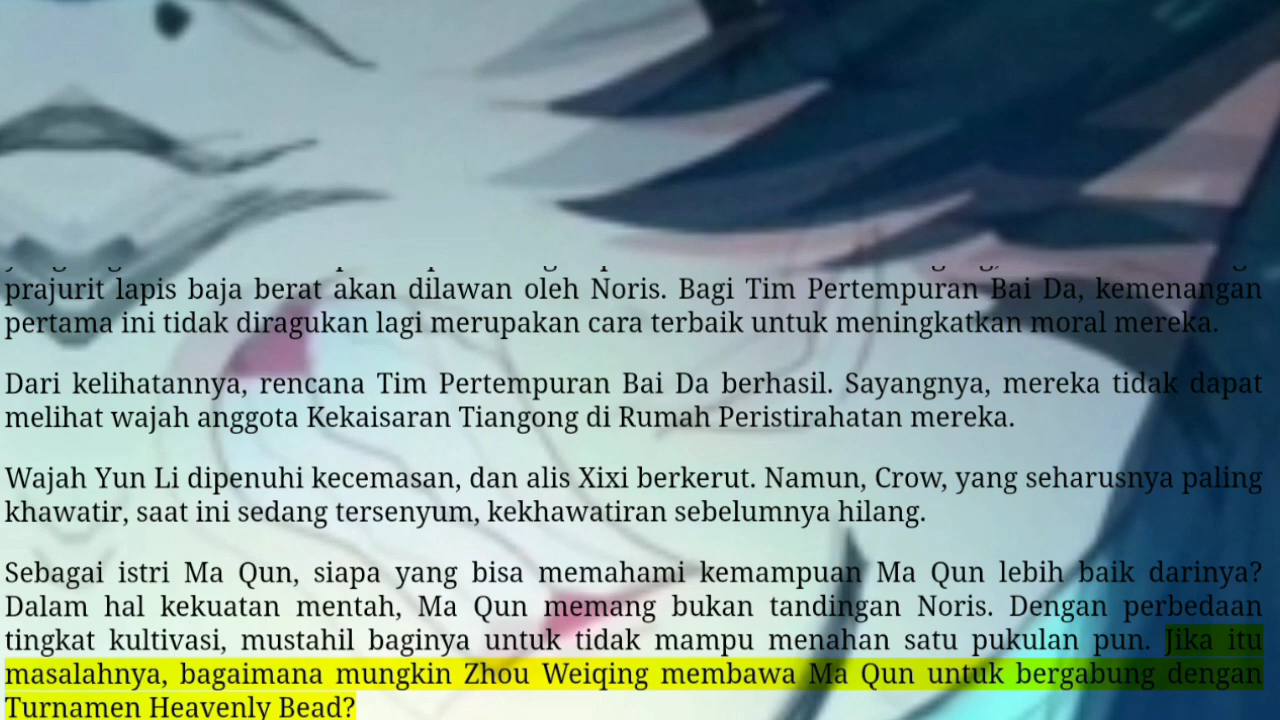 prajurit lapis baja berat akan dilawan oleh Noris. Bagi Tim Pertempuran Bai Da, kemenangan
pertama ini tidak diragukan lagi merupakan cara terbaik untuk meningkatkan moral mereka.
Dari kelihatannya, rencana Tim Pertempuran Bai Da berhasil. Sayangnya, mereka tidak dapat
melihat wajah anggota Kekaisaran Tiangong di Rumah Peristirahatan mereka.
Wajah Yun Li dipenuhi kecemasan, dan alis Xixi berkerut. Namun, Crow, yang seharusnya paling
khawatir, saat ini sedang tersenyum, kekhawatiran sebelumnya hilang.
Sebagai istri Ma Qun, siapa yang bisa memahami kemampuan Ma Qun lebih baik darinya?
Dalam hal kekuatan mentah, Ma Qun memang bukan tandingan Noris. Dengan perbedaan
tingkat kultivasi, mustahil baginya untuk tidak mampu menahan satu pukulan pun. Jika itu
masalahnya, bagaimana mungkin Zhou Weiqing membawa Ma Qun untuk bergabung dengan
Turnamen Heavenly Bead?